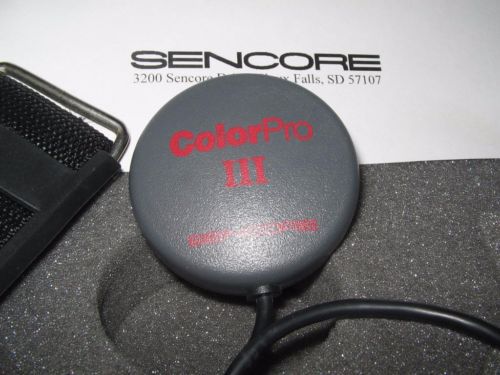 SENCORE
3200 Sencore Falls, SD 57107
ColorPro
III